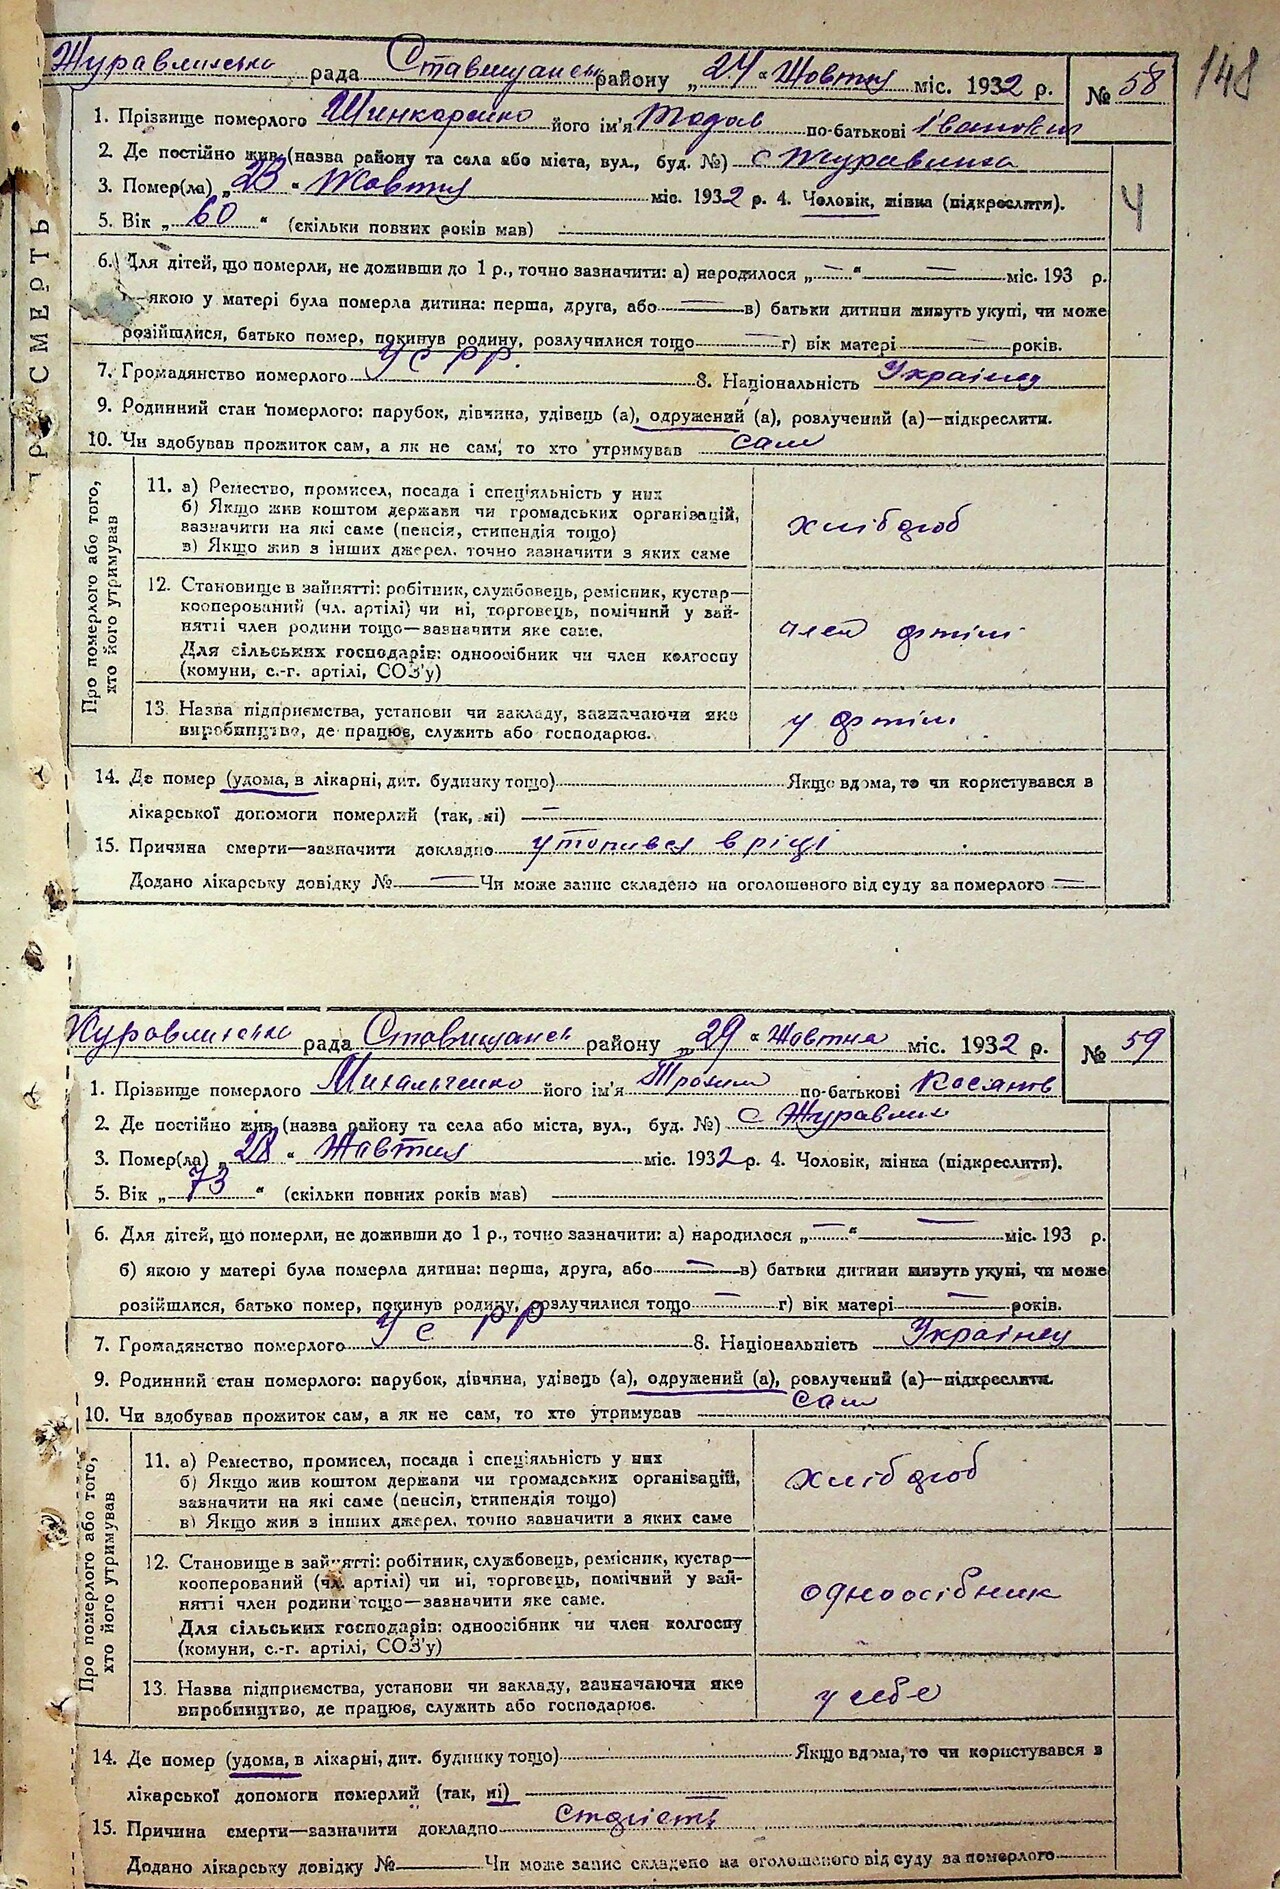 148
Журавлинська рада Ставищанськ району „24“ Жовтня міс. 1932 р. № 58
1. Прізвище померлого Шинкаренко його ім'я Тодос по-батькові Іванович
2. Де постійно жив (назва району та села або міста, вул., буд. №) с Журавлиха
3. Помер(ла) „23“ Жовтня міс. 1932 р. 4. Чоловік, жінка (підкреслити).
Ч
5. Вік „60“ (скільки повних років мав)
6. Для дітей, що померли, не доживши до 1 р., точно зазначити: а) народилося „—“ — міс. 193 р.
якою у матері була померла дитина: перша, друга, або — в) батьки дитини живуть укупі, чи може
розійшлися, батько помер, покинув родину, розлучилися тощо — г) вік матері — років.
7. Громадянство померлого УСРР. 8. Національність Українец
9. Родинний стан померлого: парубок, дівчина, удівець (а), одружений (а), розлучений (а)—підкреслити.
10. Чи здобував прожиток сам, а як не сам, то хто утримував сам
Про померлого або того, хто його утримував
11. а) Ремество, промисел, посада і спеціяльність у них
б) Якщо жив коштом держави чи громадських організацій,
зазначити на які саме (пенсія, стипендія тощо)
в) Якщо жив з інших джерел, точно зазначити з яких саме
хлібороб
12. Становище в зайнятті: робітник, службовець, ремісник, кустар—
кооперований (чл. артілі) чи ні, торговець, помічний у зай-
нятті член родини тощо—зазначити яке саме.
Для сільських господарів: одноосібник чи член колгоспу
(комуни, с.-г. артілі, СОЗ'у)
член артілі
13. Назва підприємства, установи чи закладу, зазначаючи яке
виробництво, де працює, служить або господарює.
у артілі
14. Де помер (удома, в лікарні, дит. будинку тощо) Якщо вдома, то чи користувався в
лікарської допомоги померлий (так, ні) —
15. Причина смерти—зазначити докладно утопився в ріці
Додано лікарську довідку № — Чи може запис складено на оголошеного від суду за померлого —
ПРО СМЕРТЬ
Журавлинська рада Ставищанськ району „29“ Жовтня міс. 1932 р. № 59
1. Прізвище померлого Михальченко його ім'я Трохим по-батькові Касянов
2. Де постійно жив (назва району та села або міста, вул., буд. №) с Журавлих
3. Помер(ла) „28“ Жовтня міс. 1932 р. 4. Чоловік, жінка (підкреслити).
5. Вік „73“ (скільки повних років мав)
6. Для дітей, що померли, не доживши до 1 р., точно зазначити: а) народилося „—“ — міс. 193 р.
б) якою у матері була померла дитина: перша, друга, або — в) батьки дитини живуть укупі, чи може
розійшлися, батько помер, покинув родину, розлучилися тощо — г) вік матері — років.
7. Громадянство померлого УСРР 8. Національність Українец
9. Родинний стан померлого: парубок, дівчина, удівець (а), одружений (а), розлучений (а)—підкреслити.
10. Чи здобував прожиток сам, а як не сам, то хто утримував сам
Про померлого або того, хто його утримував
11. а) Ремество, промисел, посада і спеціяльність у них
б) Якщо жив коштом держави чи громадських організацій,
зазначити на які саме (пенсія, стипендія тощо)
в) Якщо жив з інших джерел, точно зазначити з яких саме
хлібороб
12. Становище в зайнятті: робітник, службовець, ремісник, кустар—
кооперований (чл. артілі) чи ні, торговець, помічний у зай-
нятті член родини тощо—зазначити яке саме.
Для сільських господарів: одноосібник чи член колгоспу
(комуни, с.-г. артілі, СОЗ'у)
одноосібник
13. Назва підприємства, установи чи закладу, зазначаючи яке
виробництво, де працює, служить або господарює.
у себе
14. Де помер (удома, в лікарні, дит. будинку тощо) Якщо вдома, то чи користувався в
лікарської допомоги померлий (так, ні) —
15. Причина смерти—зазначити докладно старість
Додано лікарську довідку № Чи може запис складено на оголошеного від суду за померлого